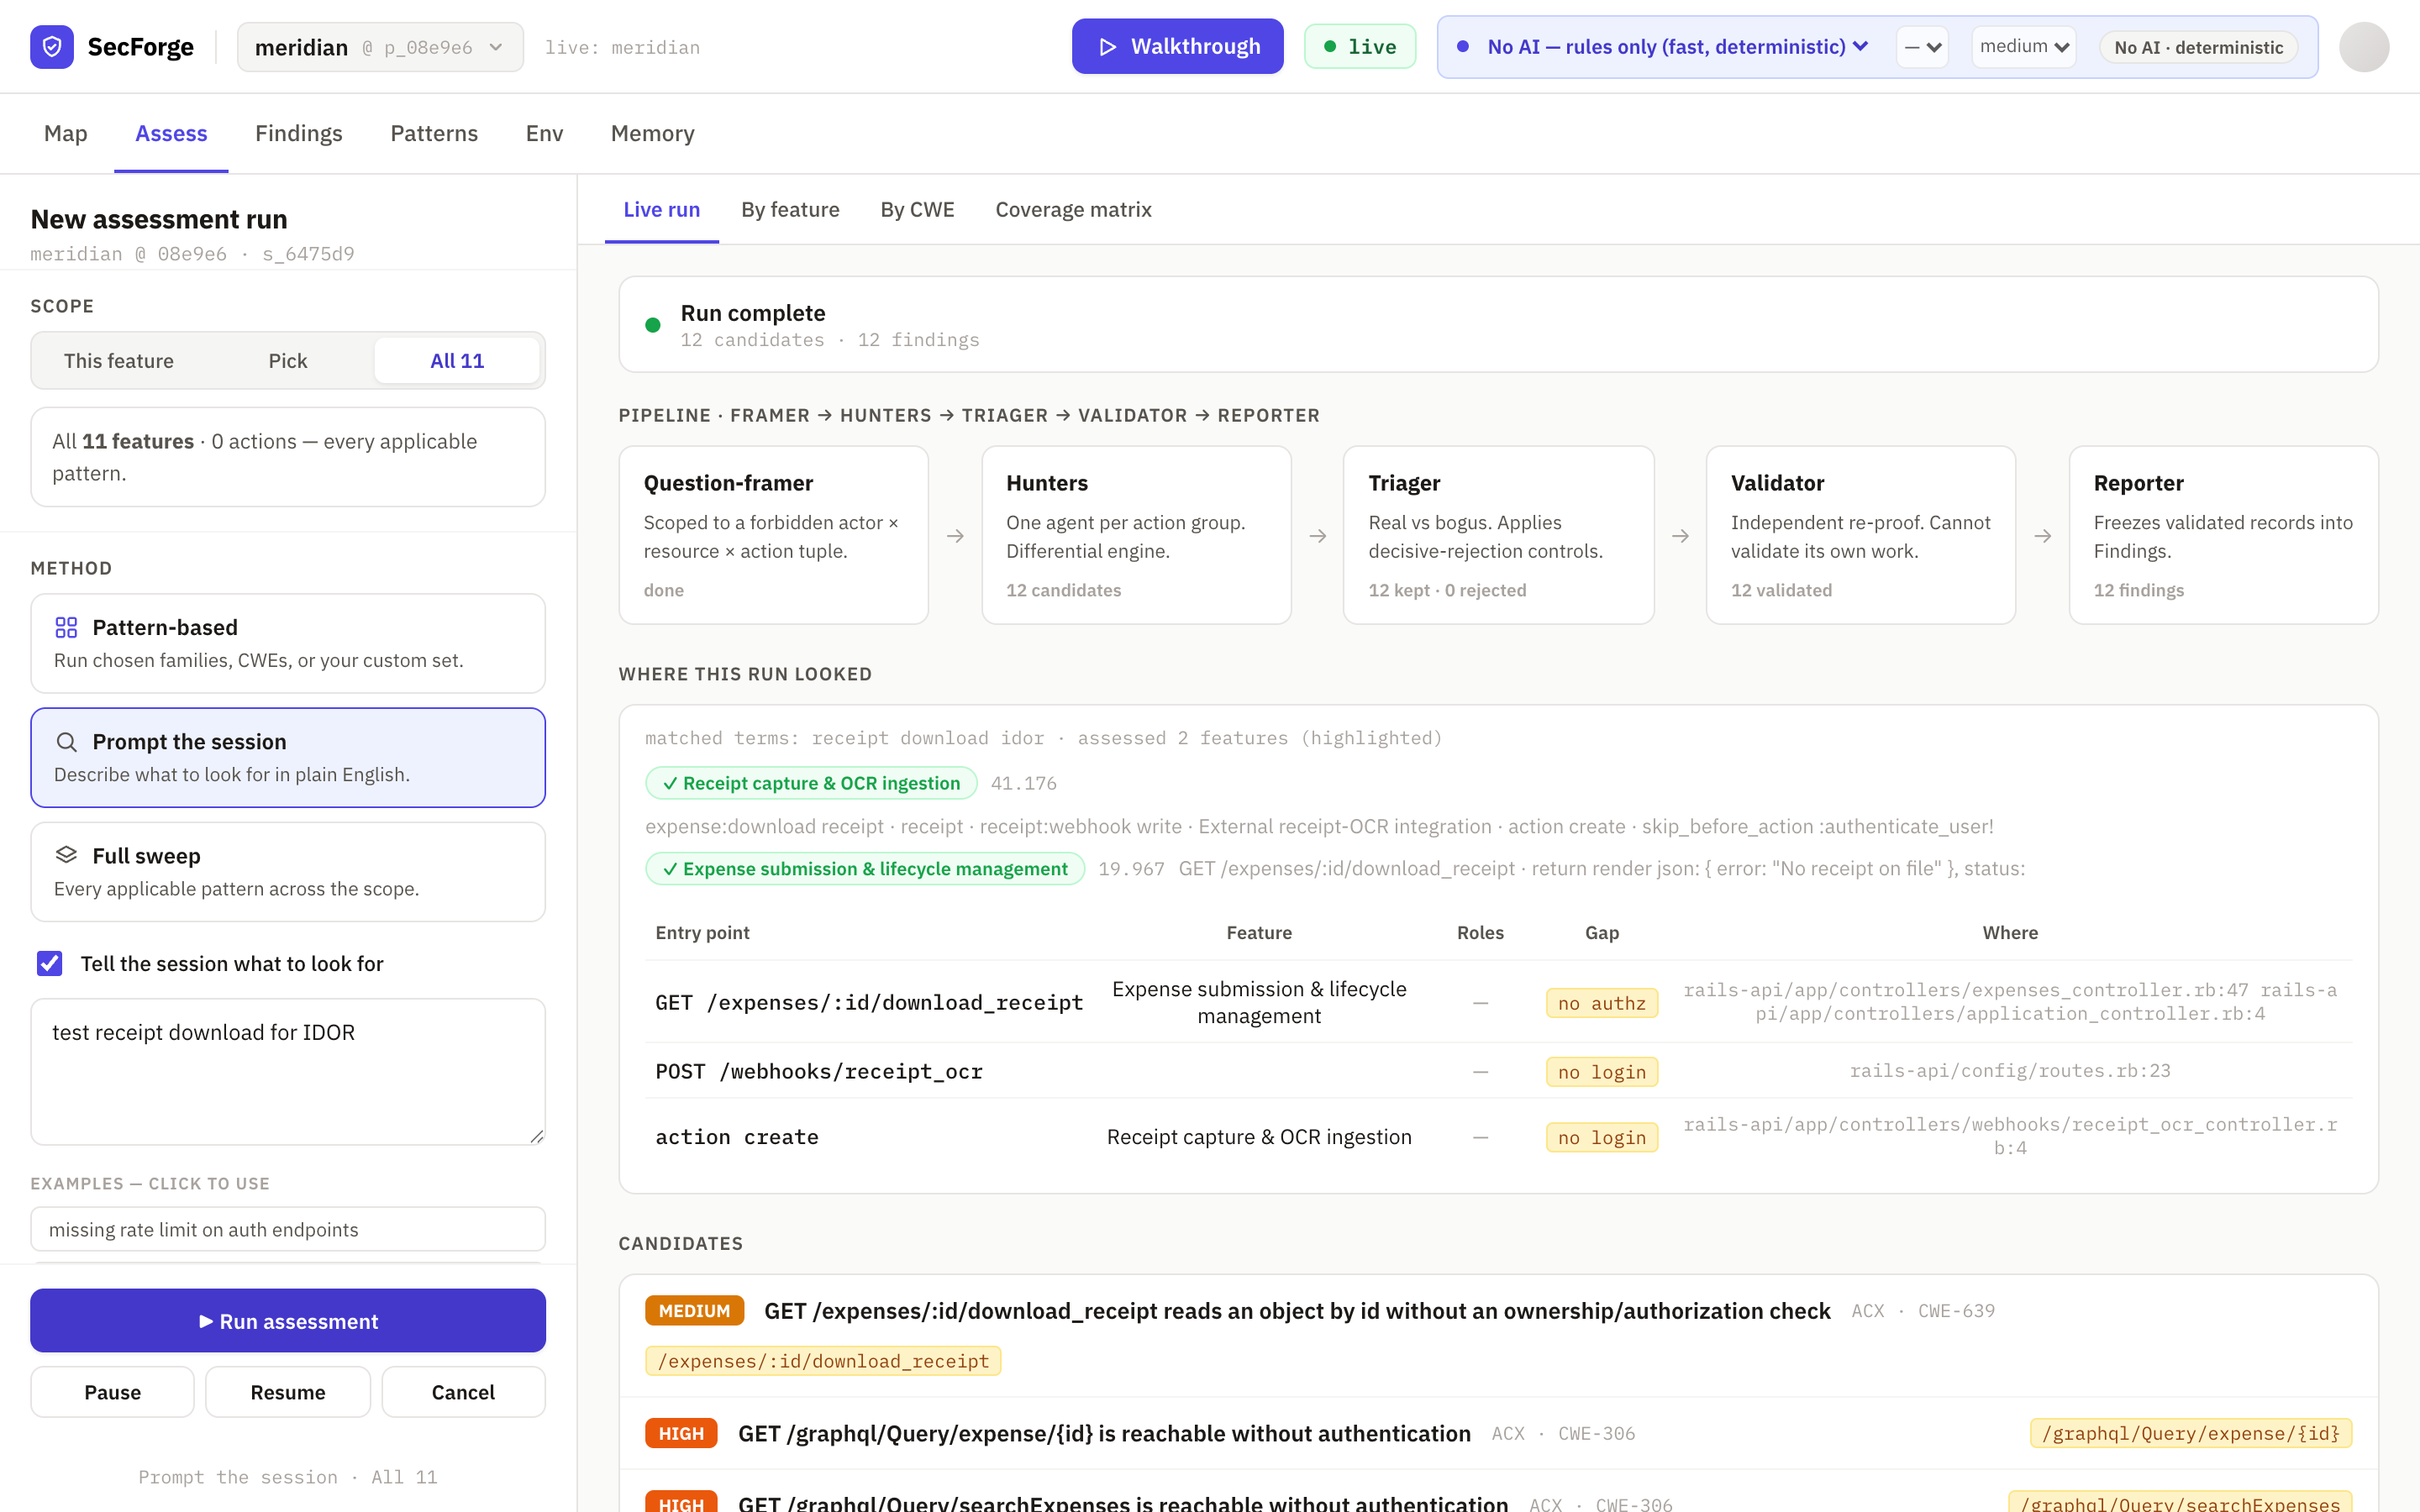 SecForge
meridian @ p_08e9e6
live: meridian
Walkthrough
live
No AI — rules only (fast, deterministic)
—
medium
No AI · deterministic
Map
Assess
Findings
Patterns
Env
Memory
New assessment run
meridian @ 08e9e6 · s_6475d9
SCOPE
This feature
Pick
All 11
All 11 features · 0 actions — every applicable
pattern.
METHOD
Pattern-based
Run chosen families, CWEs, or your custom set.
Prompt the session
Describe what to look for in plain English.
Full sweep
Every applicable pattern across the scope.
Tell the session what to look for
test receipt download for IDOR
EXAMPLES — CLICK TO USE
missing rate limit on auth endpoints
▶ Run assessment
Pause
Resume
Cancel
Prompt the session · All 11
Live run
By feature
By CWE
Coverage matrix
Run complete
12 candidates · 12 findings
PIPELINE · FRAMER → HUNTERS → TRIAGER → VALIDATOR → REPORTER
Question-framer
Scoped to a forbidden actor ×
resource × action tuple.
done
→
Hunters
One agent per action group.
Differential engine.
12 candidates
→
Triager
Real vs bogus. Applies
decisive-rejection controls.
12 kept · 0 rejected
→
Validator
Independent re-proof. Cannot
validate its own work.
12 validated
→
Reporter
Freezes validated records into
Findings.
12 findings
WHERE THIS RUN LOOKED
matched terms: receipt download idor · assessed 2 features (highlighted)
✓ Receipt capture & OCR ingestion 41.176
expense:download receipt · receipt · receipt:webhook write · External receipt-OCR integration · action create · skip_before_action :authenticate_user!
✓ Expense submission & lifecycle management 19.967 GET /expenses/:id/download_receipt · return render json: { error: "No receipt on file" }, status:
Entry point Feature Roles Gap Where
GET /expenses/:id/download_receipt
Expense submission & lifecycle
management
—
no authz
rails-api/app/controllers/expenses_controller.rb:47 rails-a
pi/app/controllers/application_controller.rb:4
POST /webhooks/receipt_ocr — no login rails-api/config/routes.rb:23
action create
Receipt capture & OCR ingestion
—
no login
rails-api/app/controllers/webhooks/receipt_ocr_controller.r
b:4
CANDIDATES
MEDIUM GET /expenses/:id/download_receipt reads an object by id without an ownership/authorization check ACX · CWE-639
/expenses/:id/download_receipt
HIGH GET /graphql/Query/expense/{id} is reachable without authentication ACX · CWE-306 /graphql/Query/expense/{id}
HIGH GET /graphql/Query/searchExpenses is reachable without authentication ACX · CWE-306 /graphql/Query/searchExpenses